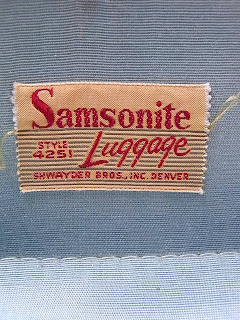 Samsonite
STYLE 4251 Luggage
SHWAYDER BROS., INC. DENVER